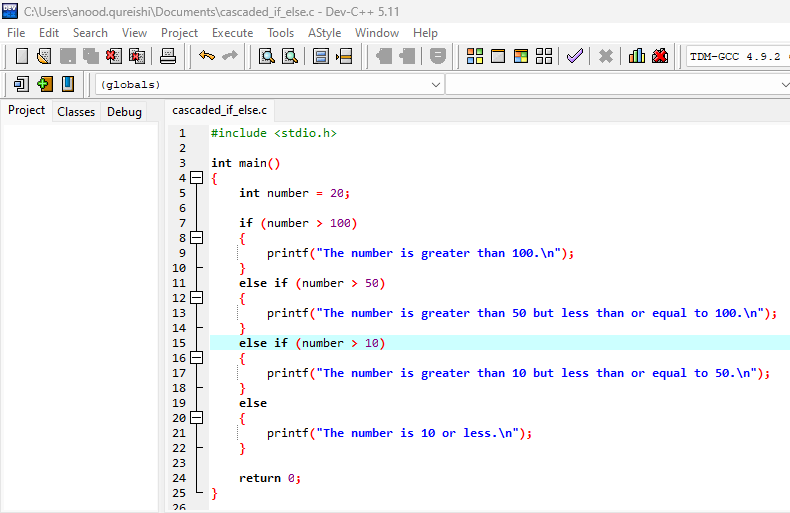 C:\Users\anood.qureishi\Documents\cascaded_if_else.c - Dev-C++ 5.11
File Edit Search View Project Execute Tools AStyle Window Help
TDM-GCC 4.9.2
(globals)
Project Classes Debug cascaded_if_else.c
1 #include <stdio.h>
2
3 int main()
4 {
5     int number = 20;
6
7     if (number > 100)
8     {
9         printf("The number is greater than 100.\n");
10     }
11     else if (number > 50)
12     {
13         printf("The number is greater than 50 but less than or equal to 100.\n");
14     }
15     else if (number > 10)
16     {
17         printf("The number is greater than 10 but less than or equal to 50.\n");
18     }
19     else
20     {
21         printf("The number is 10 or less.\n");
22     }
23
24     return 0;
25 }
26